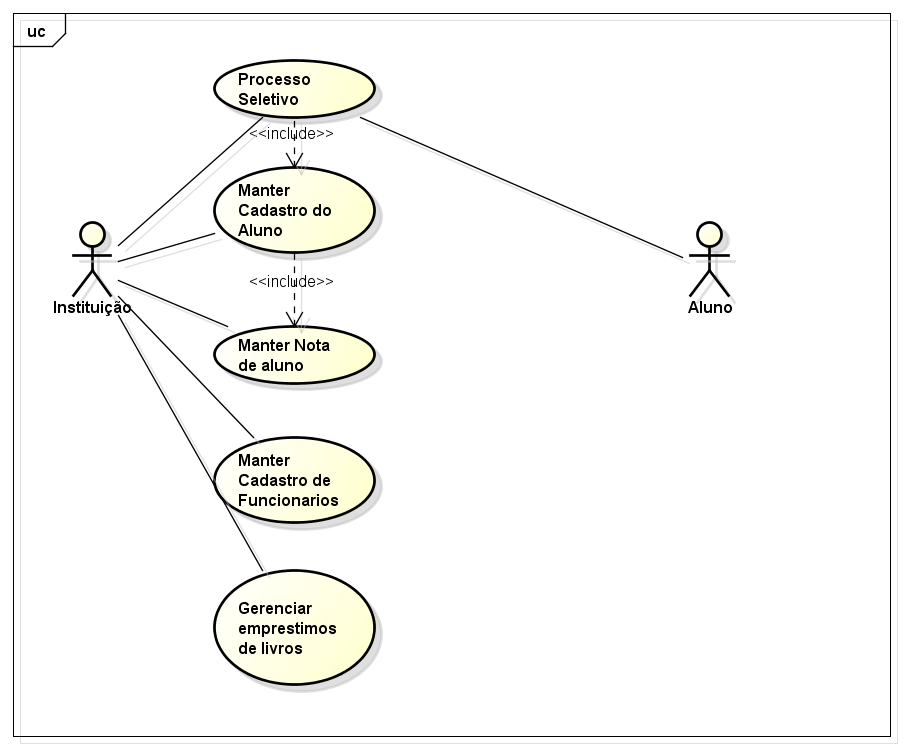 uc
Processo
Seletivo
<<include>>
Manter
Cadastro do
Aluno
<<include>>
Instituição
Aluno
Manter Nota
de aluno
Manter
Cadastro de
Funcionarios
Gerenciar
emprestimos
de livros